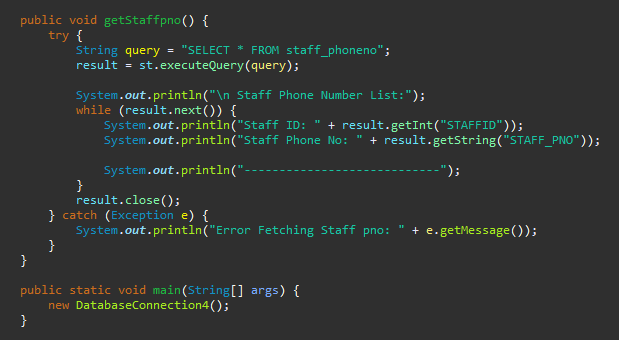 public void getStaffpno() {
    try {
        String query = "SELECT * FROM staff_phoneno";
        result = st.executeQuery(query);

        System.out.println("\n Staff Phone Number List:");
        while (result.next()) {
            System.out.println("Staff ID: " + result.getInt("STAFFID"));
            System.out.println("Staff Phone No: " + result.getString("STAFF_PNO"));

            System.out.println("----------------------------");
        }
        result.close();
    } catch (Exception e) {
        System.out.println("Error Fetching Staff pno: " + e.getMessage());
    }
}

public static void main(String[] args) {
    new DatabaseConnection4();
}